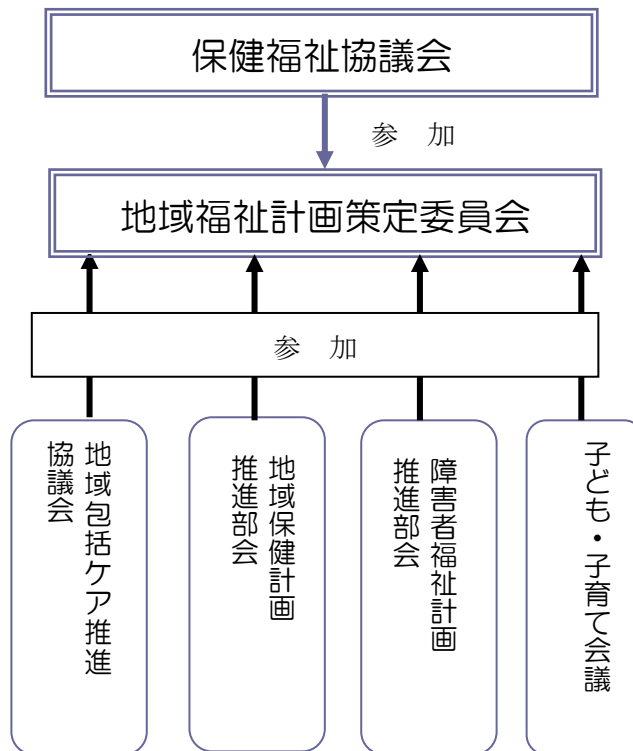 保健福祉協議会
参 加
地域福祉計画策定委員会
参 加
地域包括ケア推進
協議会
地域保健計画
推進部会
障害者福祉計画
推進部会
子ども・子育て会議